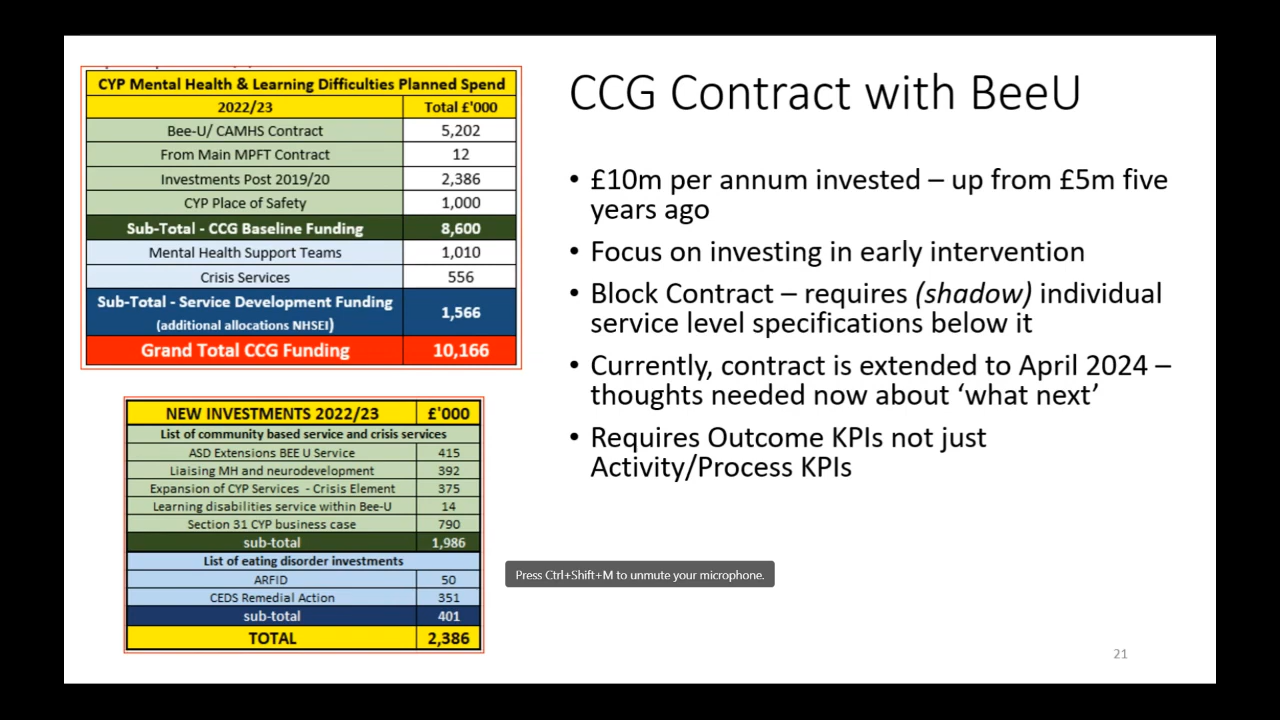 CYP Mental Health & Learning Difficulties Planned Spend
2022/23 Total £'000
Bee-U/ CAMHS Contract 5,202
From Main MPFT Contract 12
Investments Post 2019/20 2,386
CYP Place of Safety 1,000
Sub-Total - CCG Baseline Funding 8,600
Mental Health Support Teams 1,010
Crisis Services 556
Sub-Total - Service Development Funding
(additional allocations NHSEI) 1,566
Grand Total CCG Funding 10,166
NEW INVESTMENTS 2022/23 £'000
List of community based service and crisis services
ASD Extensions BEE U Service 415
Liaising MH and neurodevelopment 392
Expansion of CYP Services - Crisis Element 375
Learning disabilities service within Bee-U 14
Section 31 CYP business case 790
sub-total 1,986
List of eating disorder investments
ARFID 50
CEDS Remedial Action 351
sub-total 401
TOTAL 2,386
CCG Contract with BeeU
• £10m per annum invested – up from £5m five
years ago
• Focus on investing in early intervention
• Block Contract – requires (shadow) individual
service level specifications below it
• Currently, contract is extended to April 2024 –
thoughts needed now about ‘what next’
• Requires Outcome KPIs not just
Activity/Process KPIs
Press Ctrl+Shift+M to unmute your microphone.
21